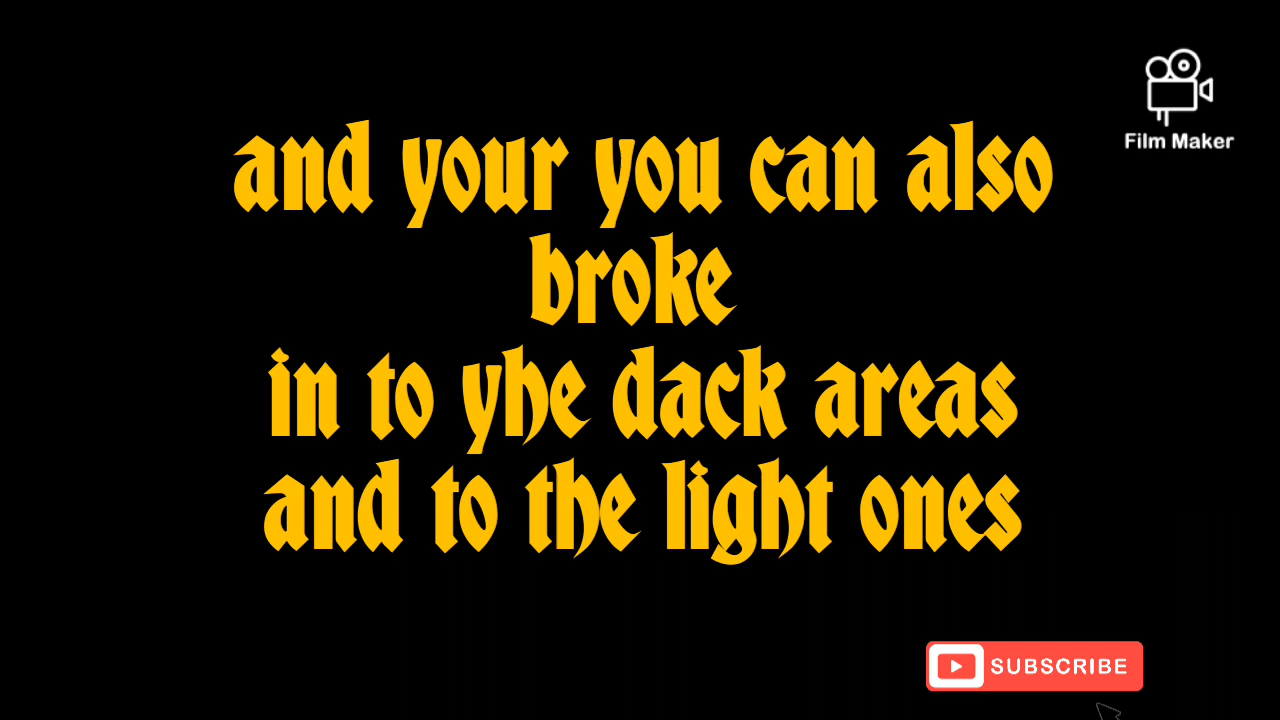 Film Maker
and your you can also
broke
in to yhe dack areas
and to the light ones
SUBSCRIBE